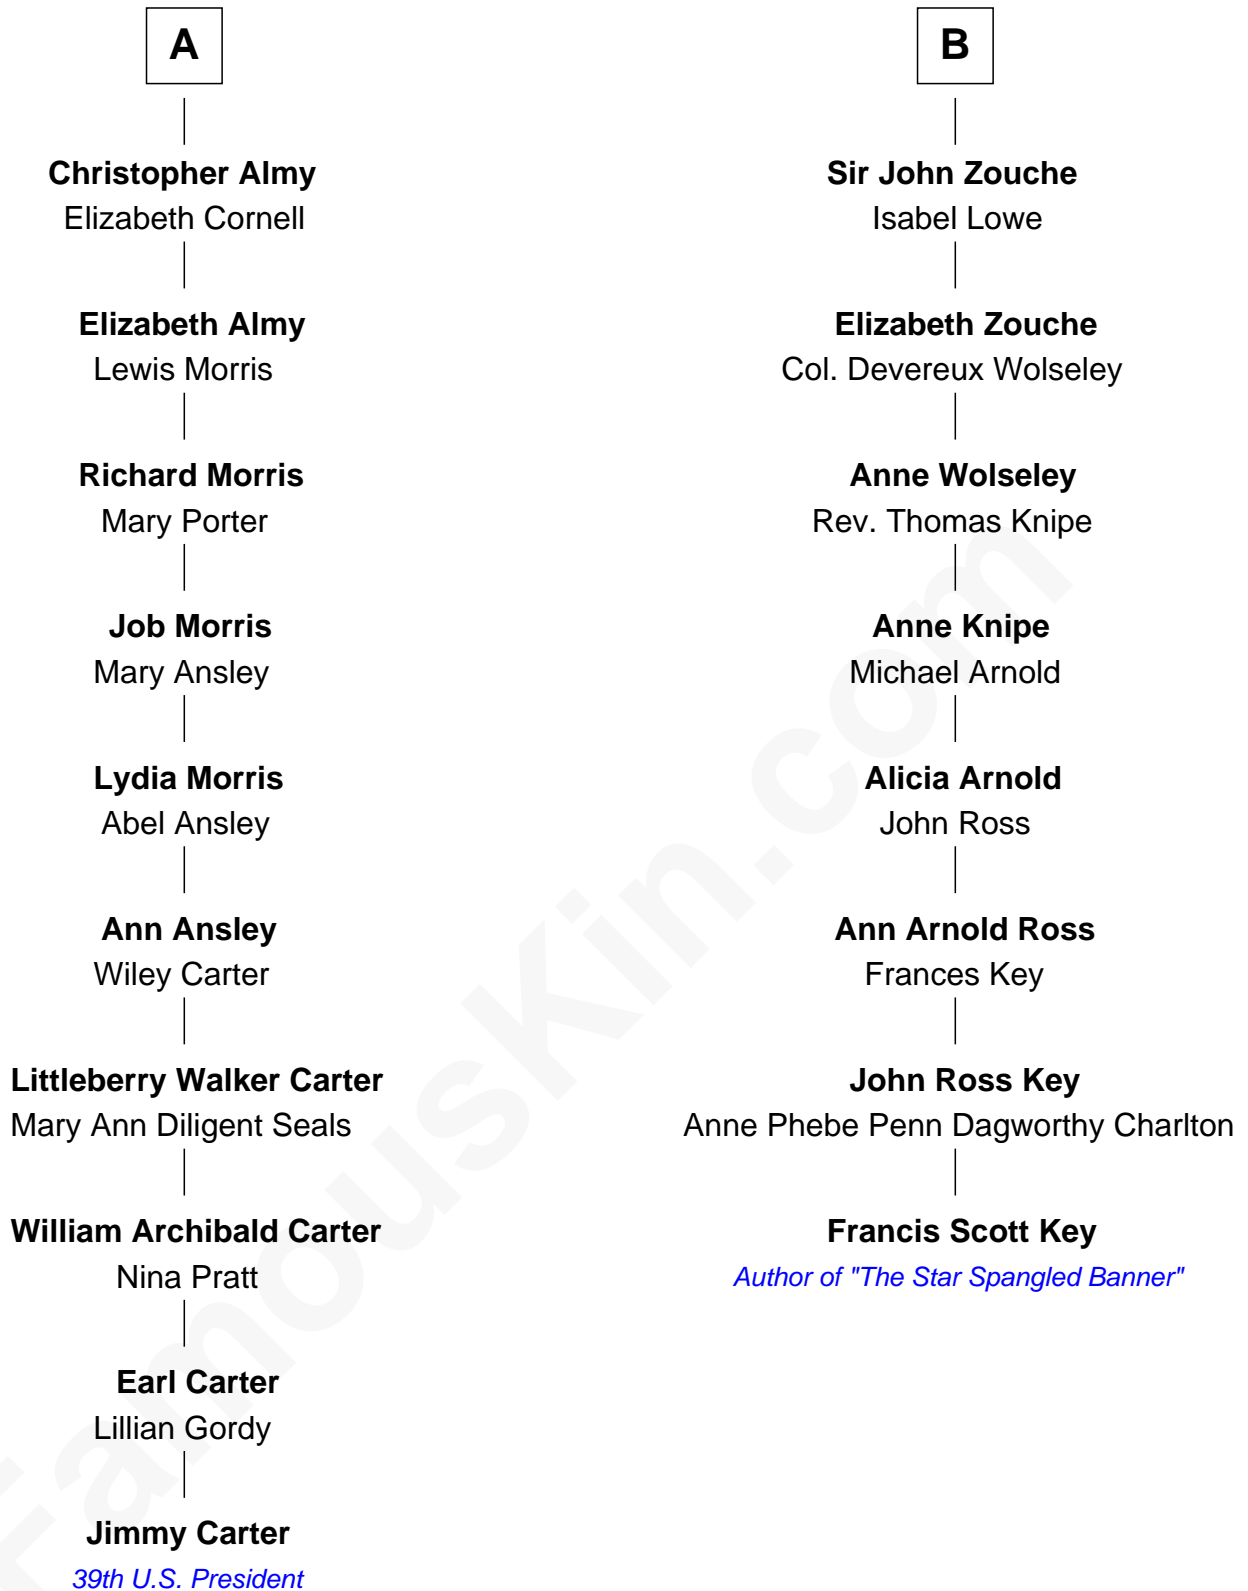 A
Christopher Almy
Elizabeth Cornell
Elizabeth Almy
Lewis Morris
Richard Morris
Mary Porter
Job Morris
Mary Ansley
Lydia Morris
Abel Ansley
Ann Ansley
Wiley Carter
Littleberry Walker Carter
Mary Ann Diligent Seals
William Archibald Carter
Nina Pratt
Earl Carter
Lillian Gordy
Jimmy Carter
39th U.S. President
B
Sir John Zouche
Isabel Lowe
Elizabeth Zouche
Col. Devereux Wolseley
Anne Wolseley
Rev. Thomas Knipe
Anne Knipe
Michael Arnold
Alicia Arnold
John Ross
Ann Arnold Ross
Frances Key
John Ross Key
Anne Phebe Penn Dagworthy Charlton
Francis Scott Key
Author of "The Star Spangled Banner"
FamousKin.com